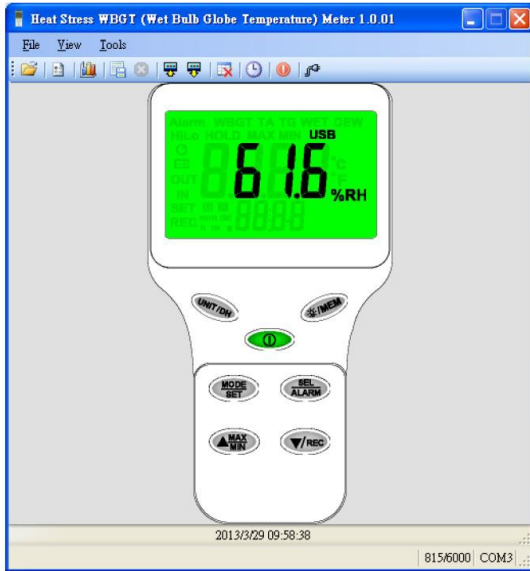 Heat Stress WBGT (Wet Bulb Globe Temperature) Meter 1.0.01
File View Tools
Alarm WBGT TA TG WET DEW
HiLo HOLD MAX MIN USB
61.6 %RH
°C
OUT °F
IN
SET
REC
UNIT/DH
☼/MEM
MODE
SET
SEL
ALARM
▲MAX
MIN
▼/REC
2013/3/29 09:58:38
815/6000 COM3